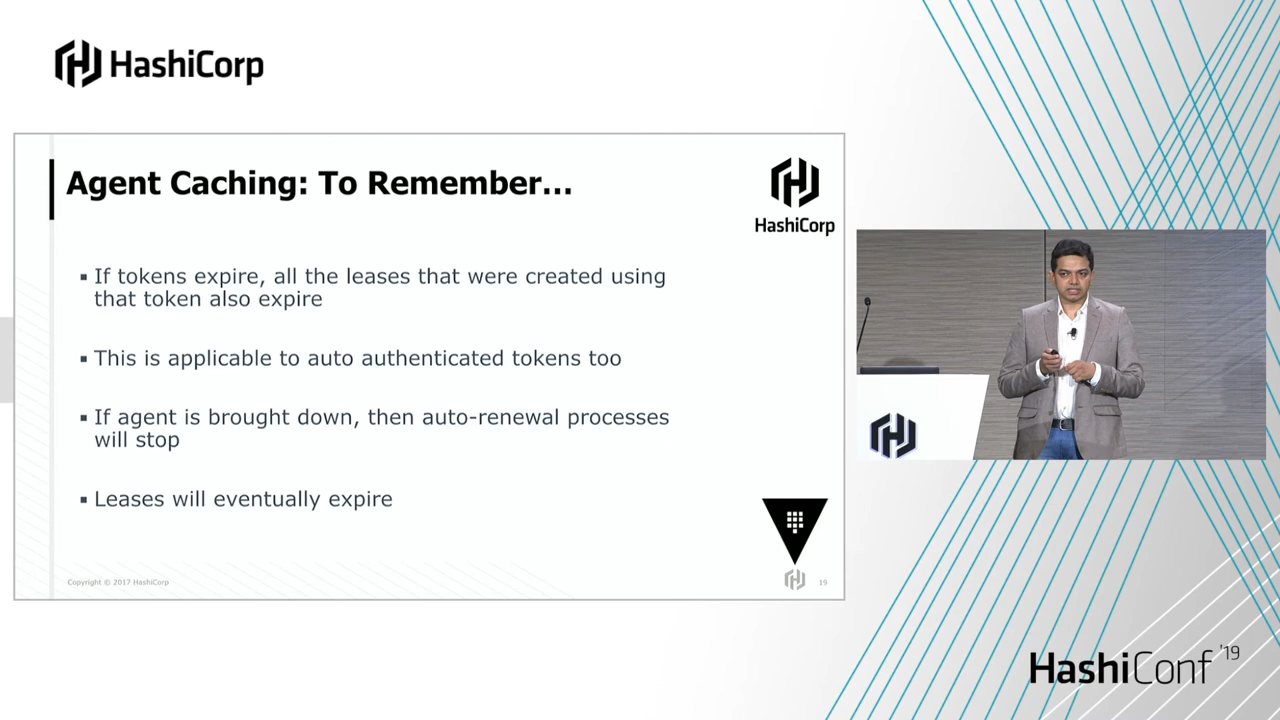 HashiCorp
Agent Caching: To Remember...
HashiCorp
▪ If tokens expire, all the leases that were created using
that token also expire
▪ This is applicable to auto authenticated tokens too
▪ If agent is brought down, then auto-renewal processes
will stop
▪ Leases will eventually expire
Copyright © 2017 HashiCorp
19
HashiConf '19